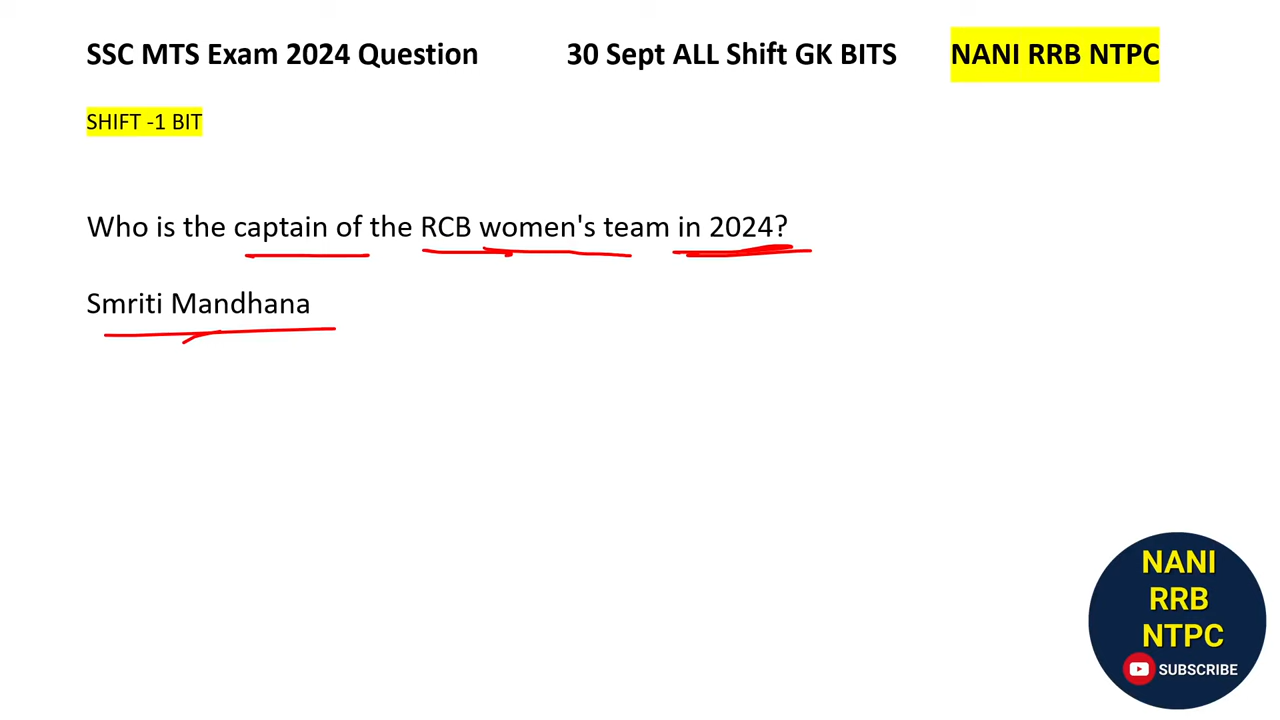 SSC MTS Exam 2024 Question 30 Sept ALL Shift GK BITS NANI RRB NTPC
SHIFT -1 BIT
Who is the captain of the RCB women's team in 2024?
Smriti Mandhana
NANI
RRB
NTPC
SUBSCRIBE